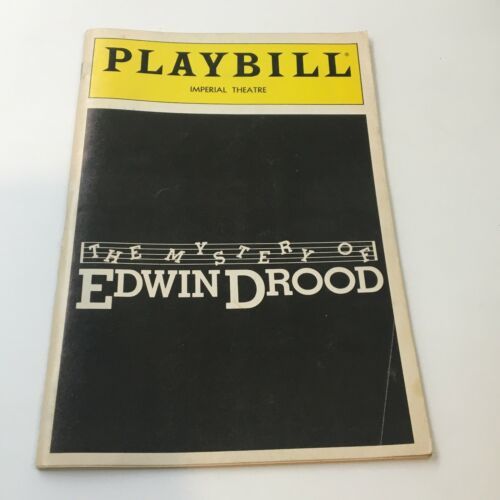 PLAYBILL®
IMPERIAL THEATRE
THE MYSTERY OF
EDWIN DROOD